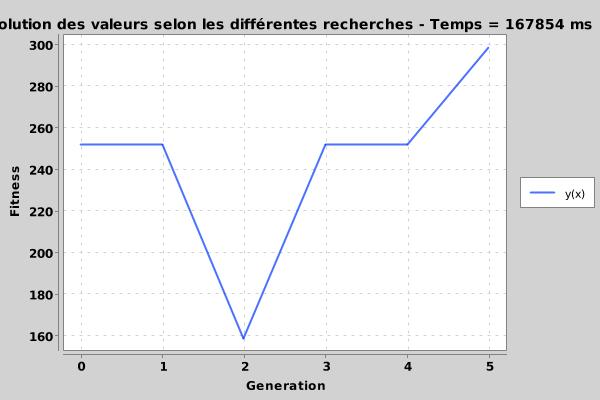 olution des valeurs selon les différentes recherches - Temps = 167854 ms
300
280
260
240
220
200
180
160
Fitness
0 1 2 3 4 5
Generation
y(x)